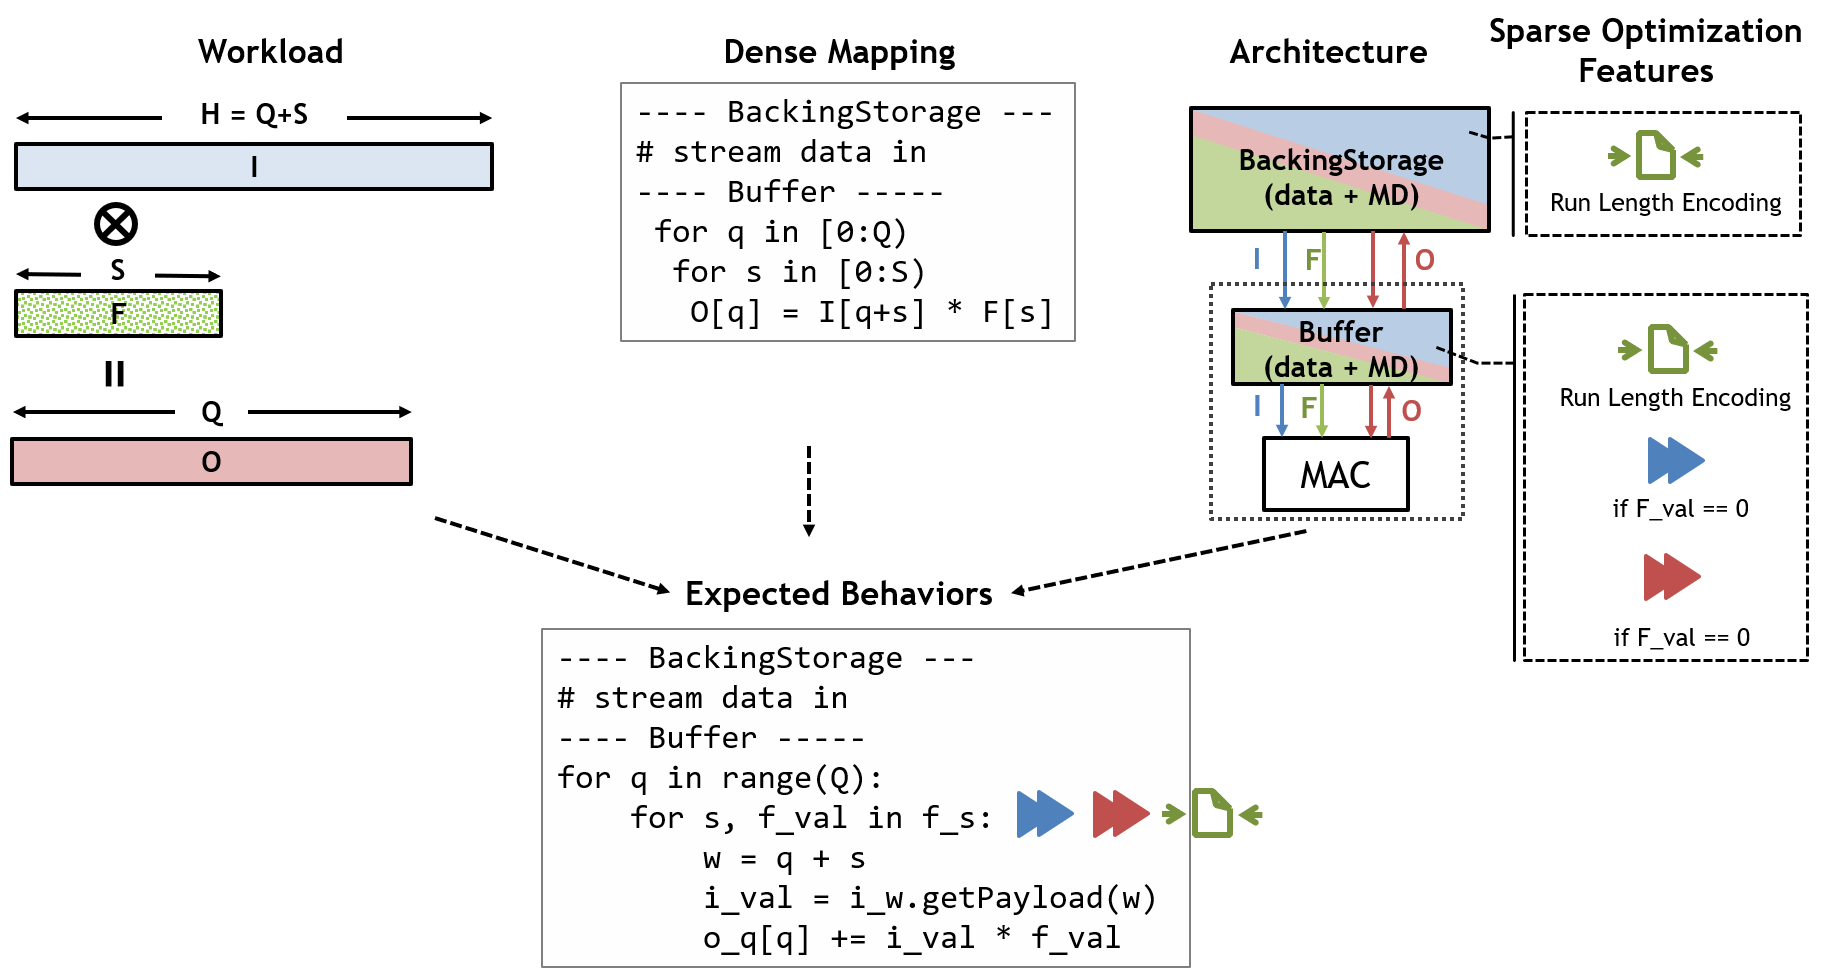 Workload
H = Q+S
I
S
F
Q
O
Dense Mapping
---- BackingStorage ---
# stream data in
---- Buffer -----
for q in [0:Q)
for s in [0:S)
O[q] = I[q+s] * F[s]
Architecture
BackingStorage
(data + MD)
I F O
Buffer
(data + MD)
I F O
MAC
Sparse Optimization
Features
Run Length Encoding
Run Length Encoding
if F_val == 0
if F_val == 0
Expected Behaviors
---- BackingStorage ---
# stream data in
---- Buffer -----
for q in range(Q):
for s, f_val in f_s:
w = q + s
i_val = i_w.getPayload(w)
o_q[q] += i_val * f_val